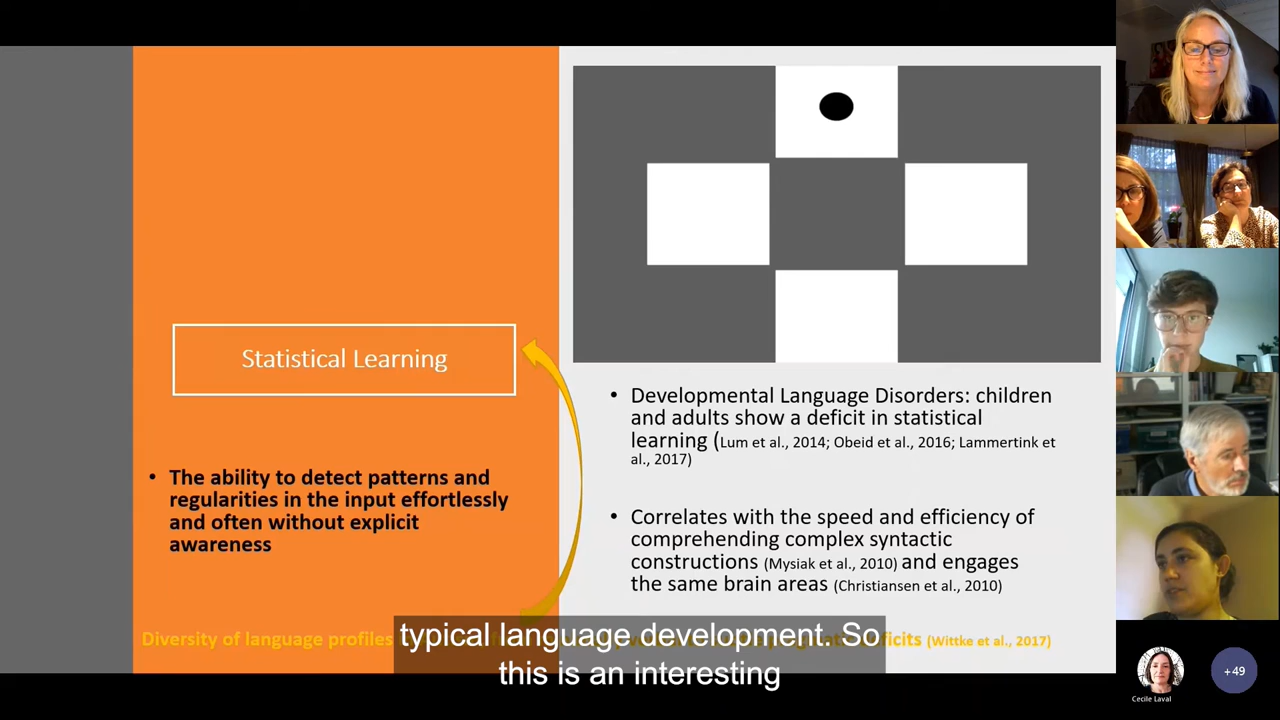 Statistical Learning
• The ability to detect patterns and
regularities in the input effortlessly
and often without explicit
awareness
• Developmental Language Disorders: children
and adults show a deficit in statistical
learning (Lum et al., 2014; Obeid et al., 2016; Lammertink et
al., 2017)
• Correlates with the speed and efficiency of
comprehending complex syntactic
constructions (Mysiak et al., 2010) and engages
the same brain areas (Christiansen et al., 2010)
Diversity of language profiles deficits (Wittke et al., 2017)
typical language, development. So
this is an interesting
Cecile Laval
+49